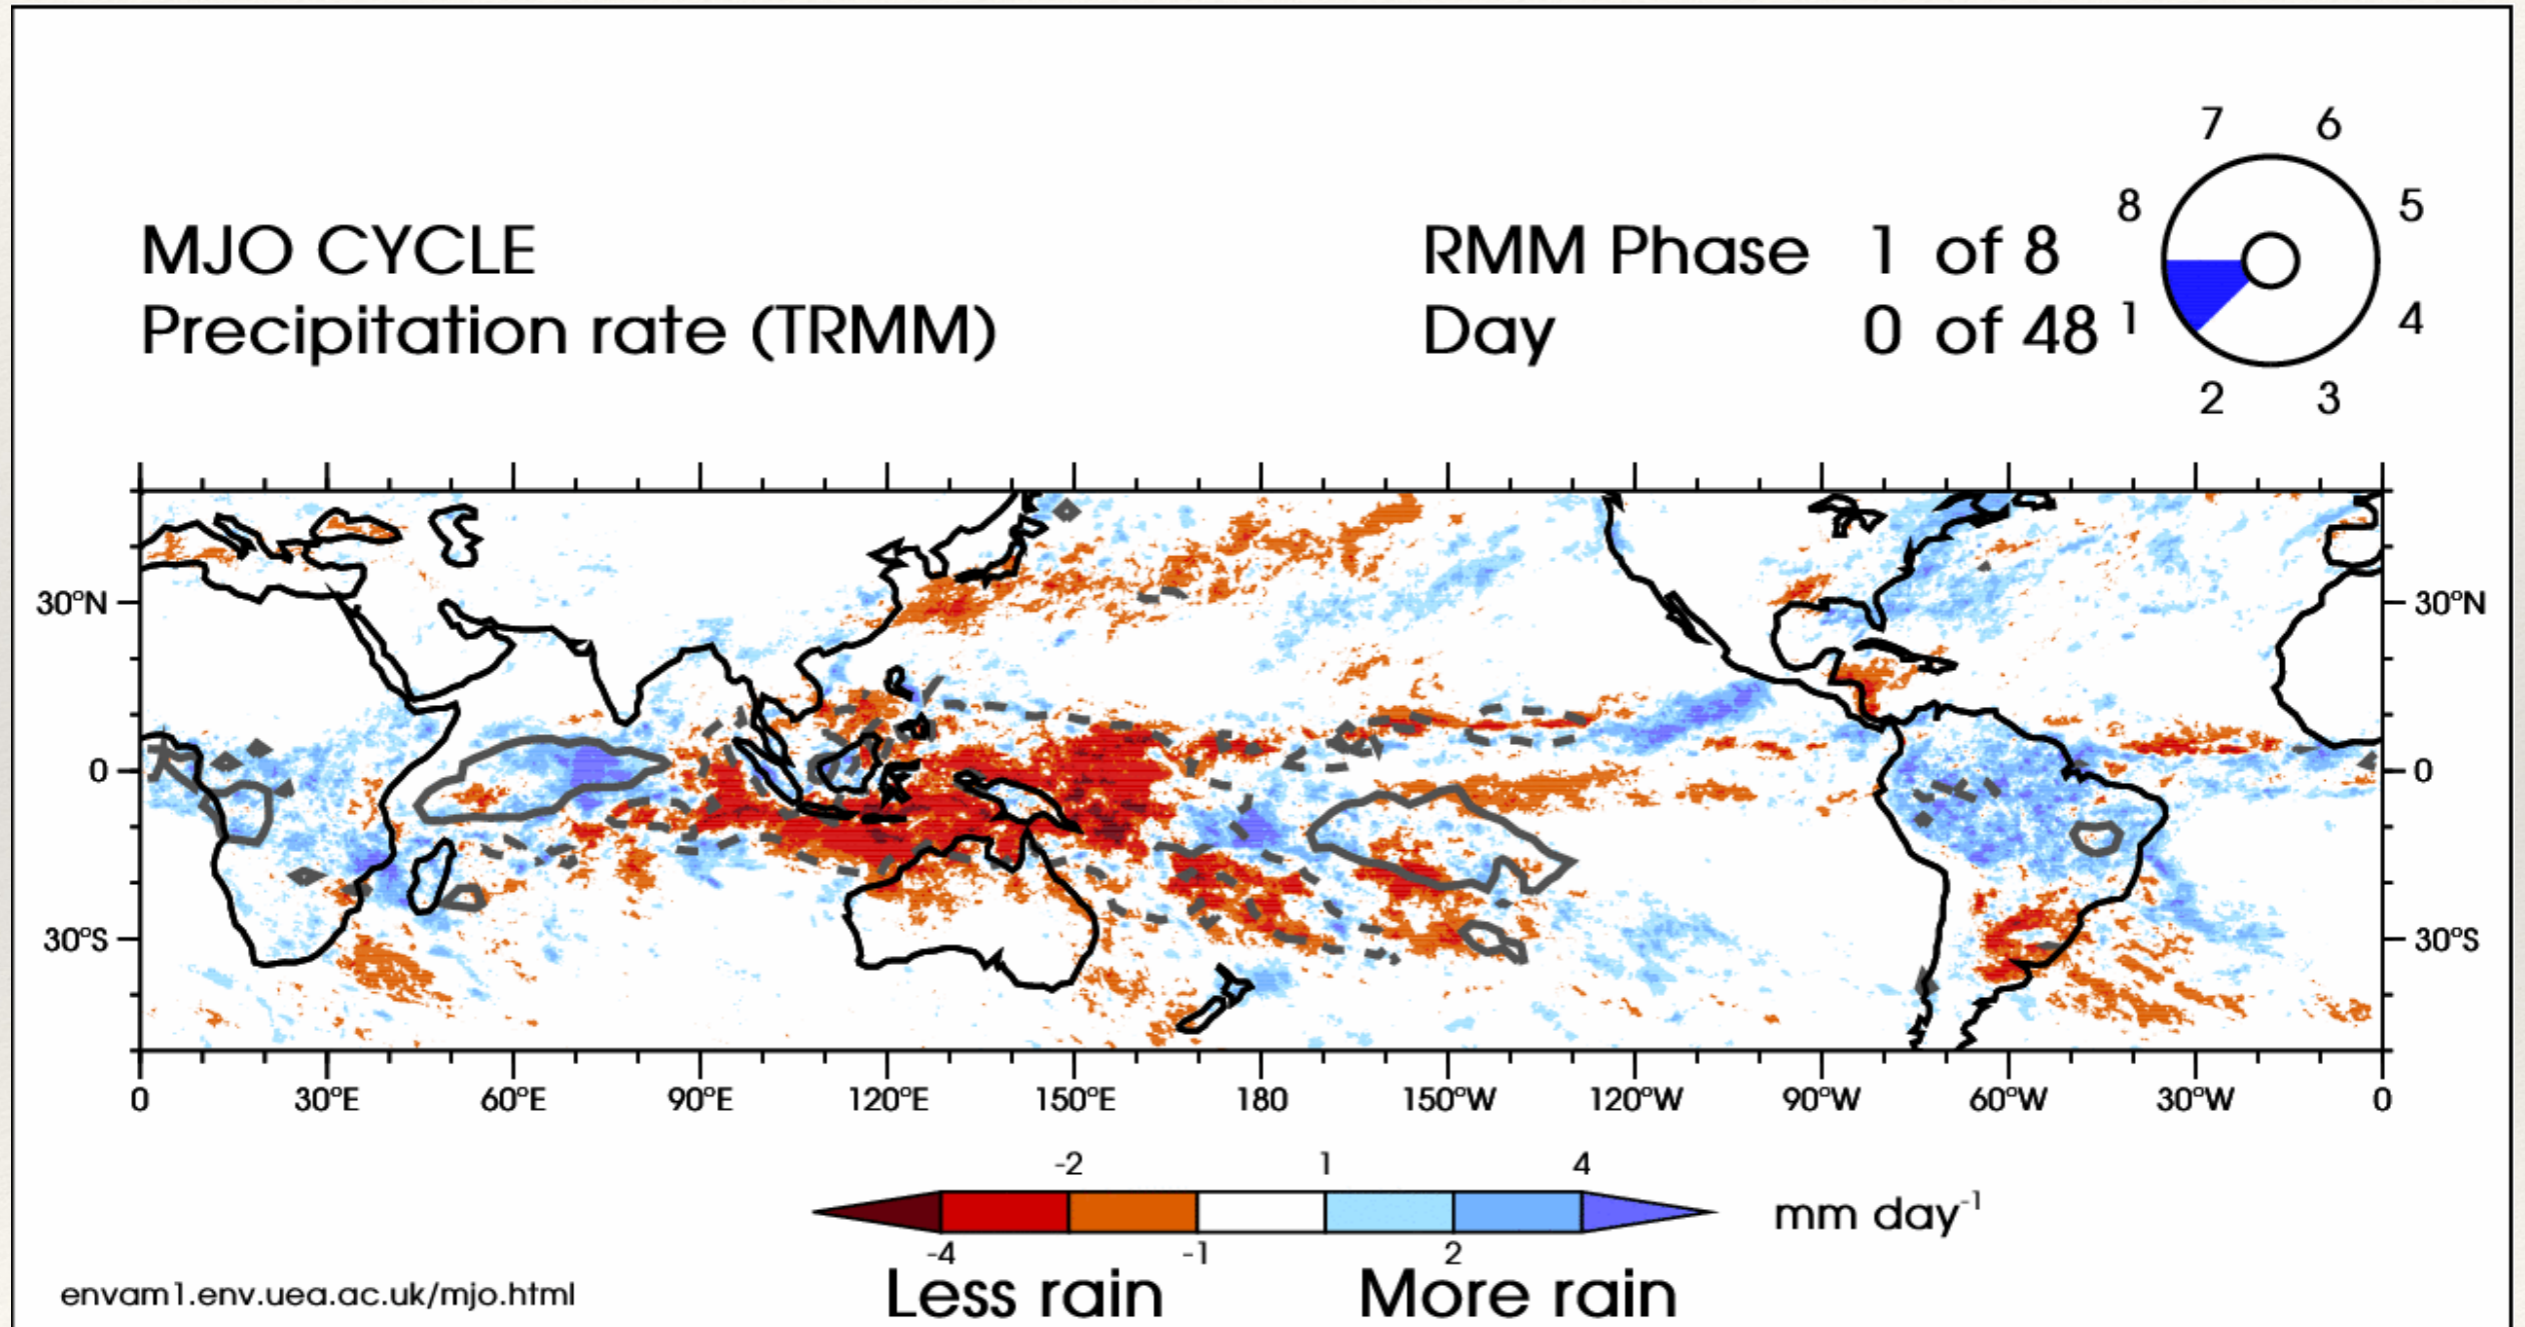 7 6
8 5
MJO CYCLE
RMM Phase 1 of 8
Precipitation rate (TRMM)
Day 0 of 48
1 4
2 3
30°N 30°N
0 0
30°S 30°S
0 30°E 60°E 90°E 120°E 150°E 180 150°W 120°W 90°W 60°W 30°W 0
-2 1 4
mm day-1
-4 -1 2
Less rain More rain
envam1.env.uea.ac.uk/mjo.html